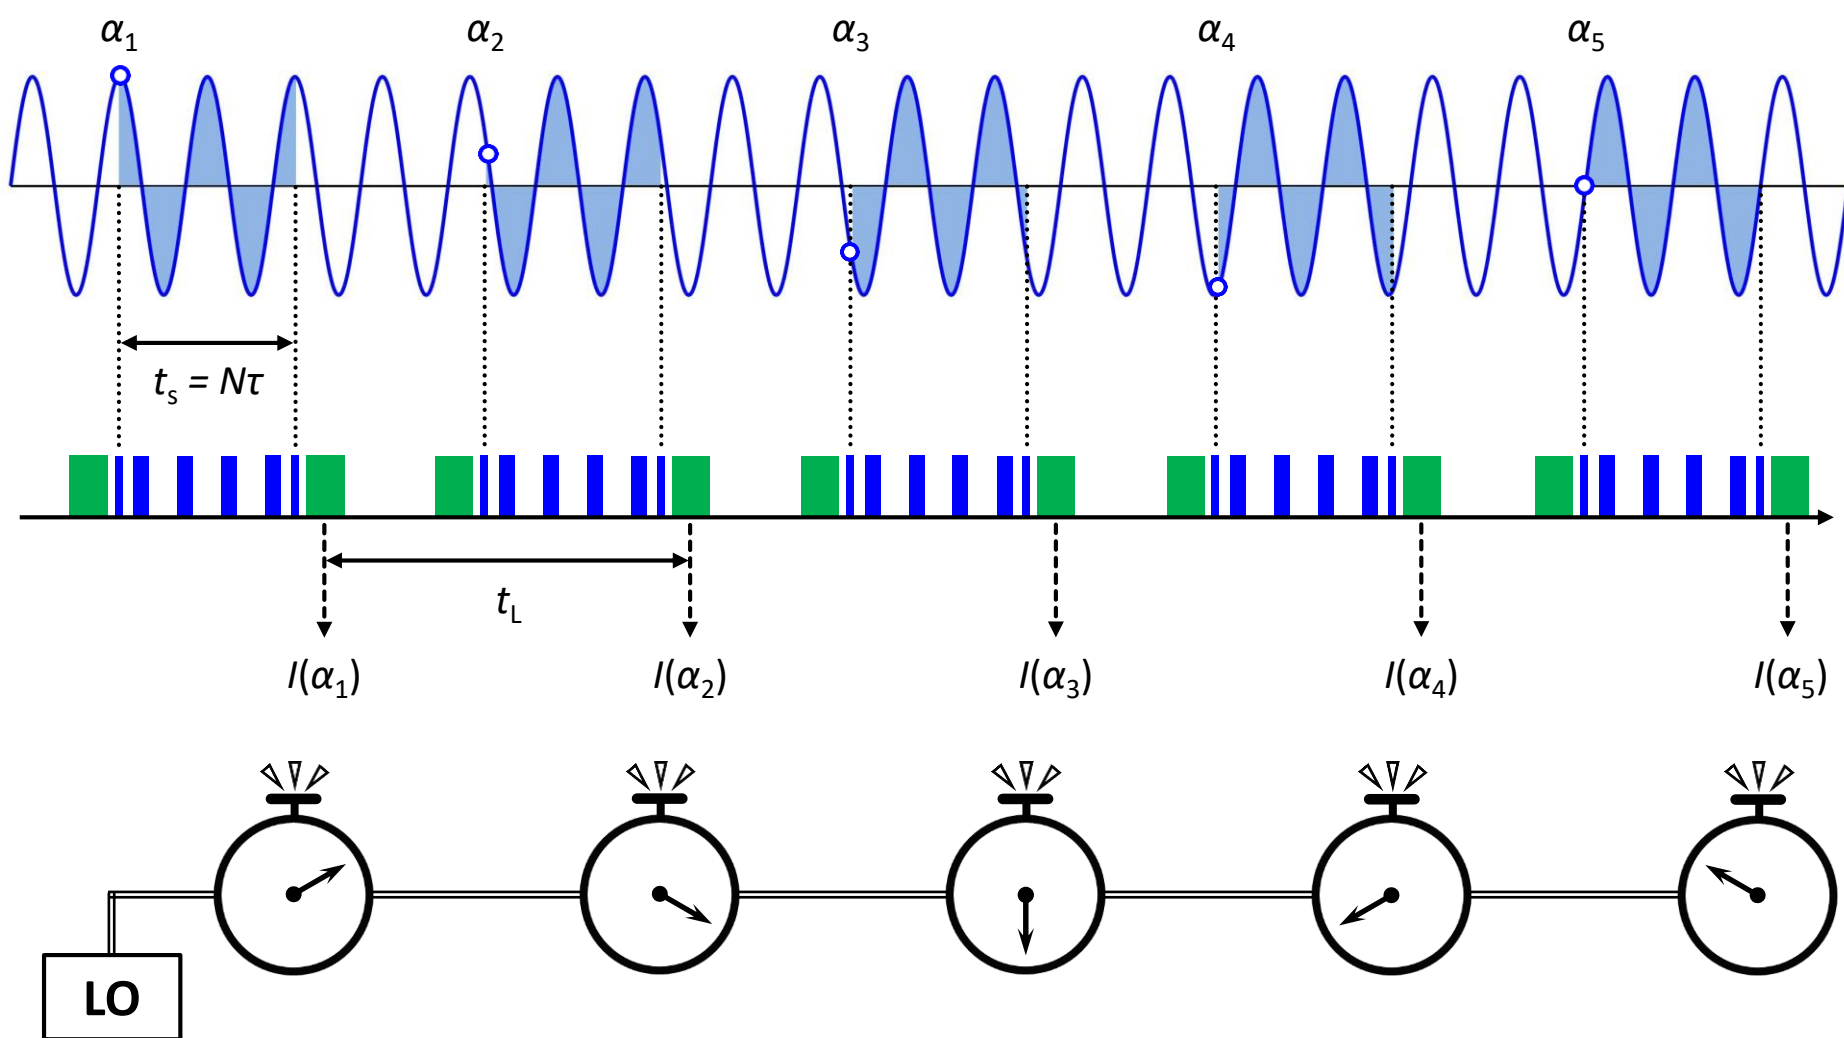 α1 α2 α3 α4 α5
ts = Nτ
tL
I(α1) I(α2) I(α3) I(α4) I(α5)
LO